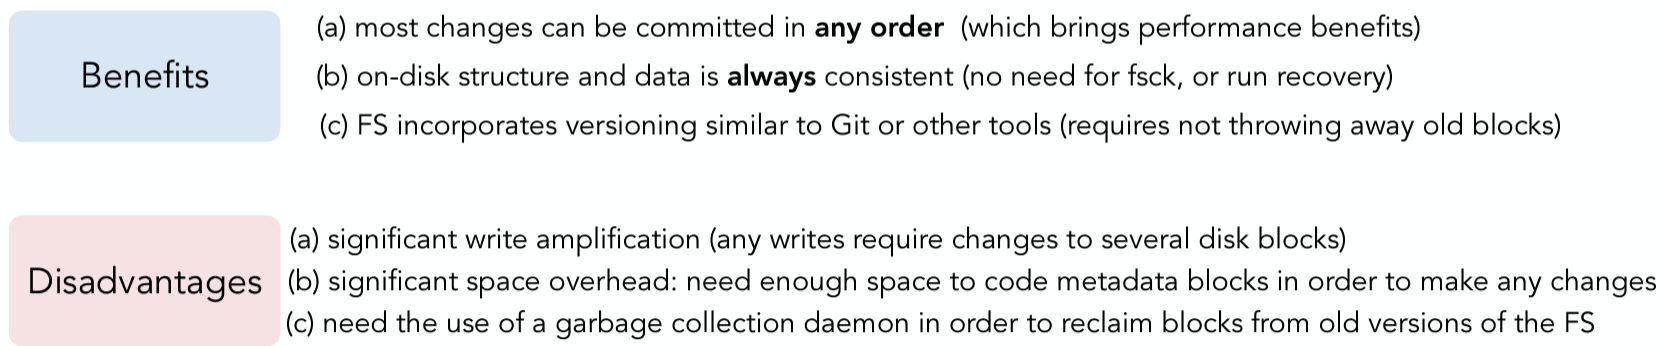 Benefits
(a) most changes can be committed in any order (which brings performance benefits)
(b) on-disk structure and data is always consistent (no need for fsck, or run recovery)
(c) FS incorporates versioning similar to Git or other tools (requires not throwing away old blocks)
Disadvantages
(a) significant write amplification (any writes require changes to several disk blocks)
(b) significant space overhead: need enough space to code metadata blocks in order to make any changes
(c) need the use of a garbage collection daemon in order to reclaim blocks from old versions of the FS